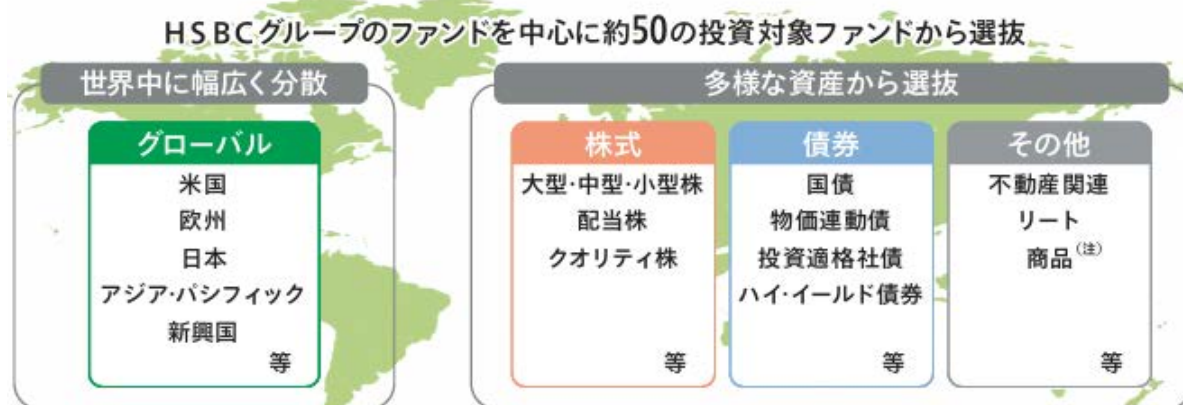 HSBCグループのファンドを中心に約50の投資対象ファンドから選抜
世界中に幅広く分散
グローバル
米国
欧州
日本
アジア・パシフィック
新興国
等
多様な資産から選抜
株式
大型・中型・小型株
配当株
クオリティ株
等
債券
国債
物価連動債
投資適格社債
ハイ・イールド債券
等
その他
不動産関連
リート
商品(注)
等